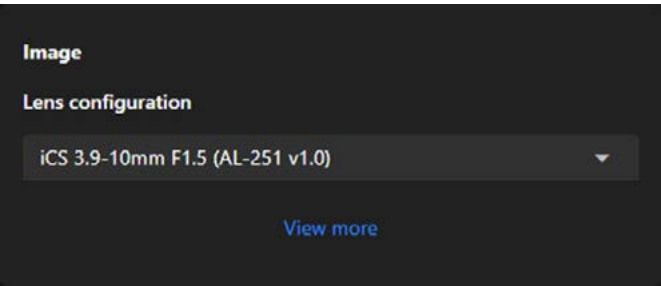 Image
Lens configuration
iCS 3.9-10mm F1.5 (AL-251 v1.0)
View more